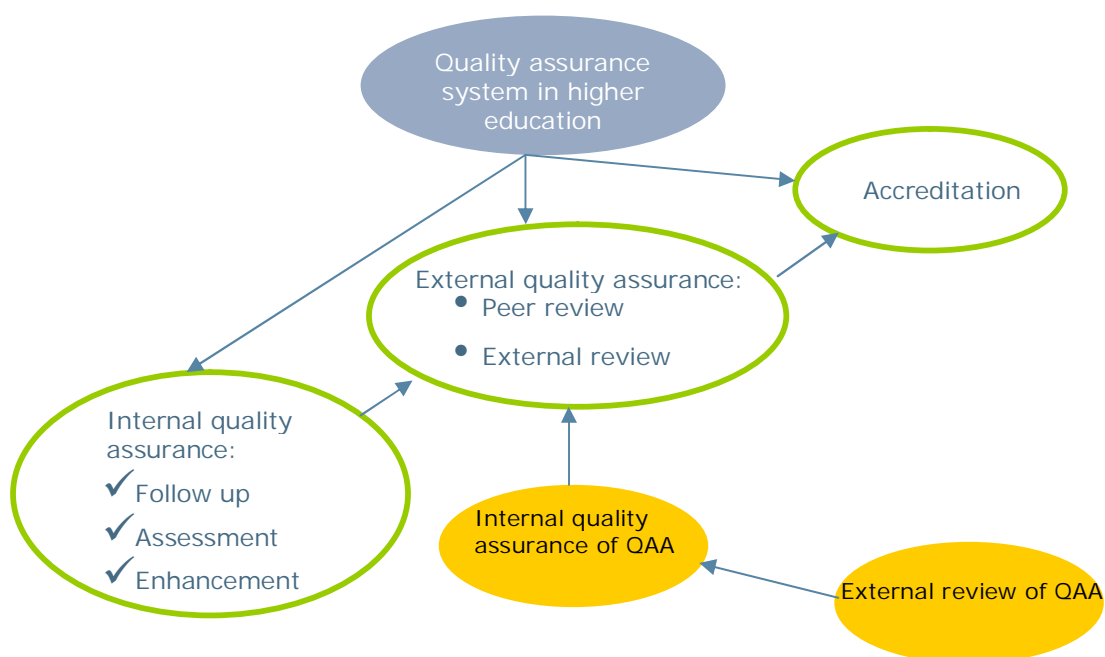 Quality assurance
system in higher
education
Accreditation
External quality assurance:
• Peer review
• External review
Internal quality
assurance:
✓ Follow up
✓ Assessment
✓ Enhancement
Internal quality
assurance of QAA
External review of QAA